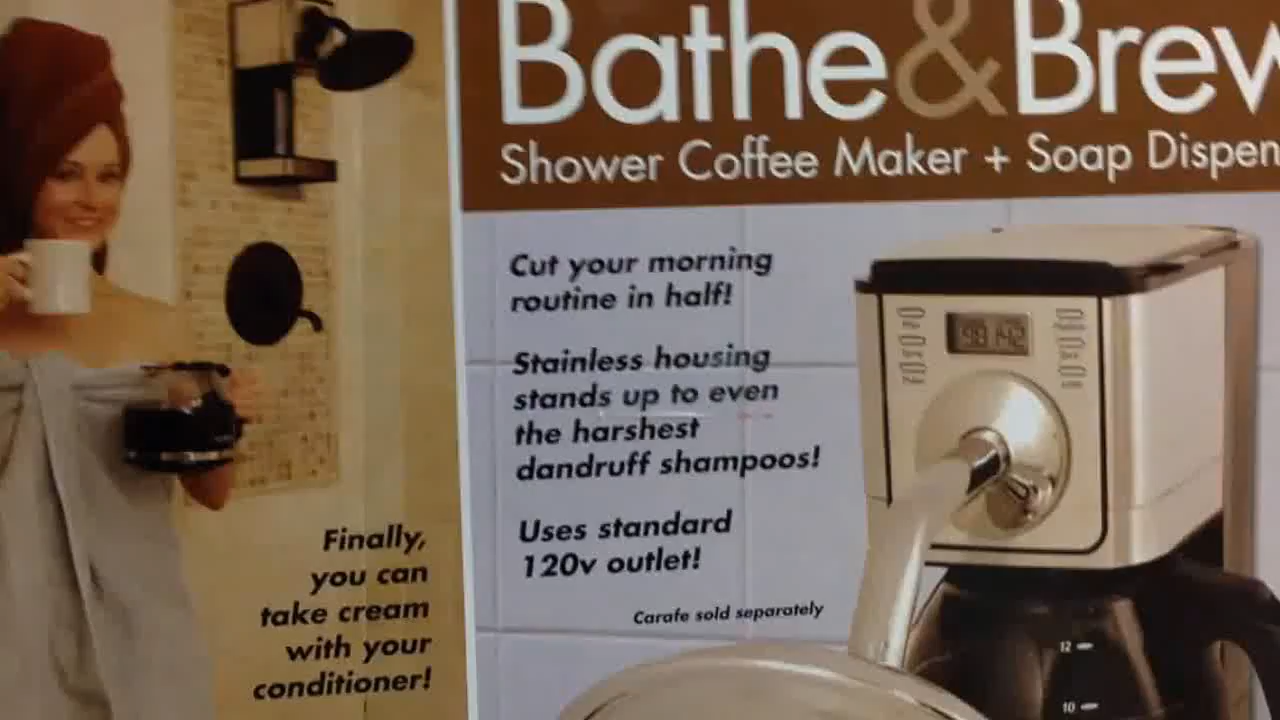 Bathe&Brew
Shower Coffee Maker + Soap Dispen
Cut your morning
routine in half!
Stainless housing
stands up to even
the harshest
dandruff shampoos!
Uses standard
120v outlet!
Carafe sold separately
Finally,
you can
take cream
with your
conditioner!
12
10